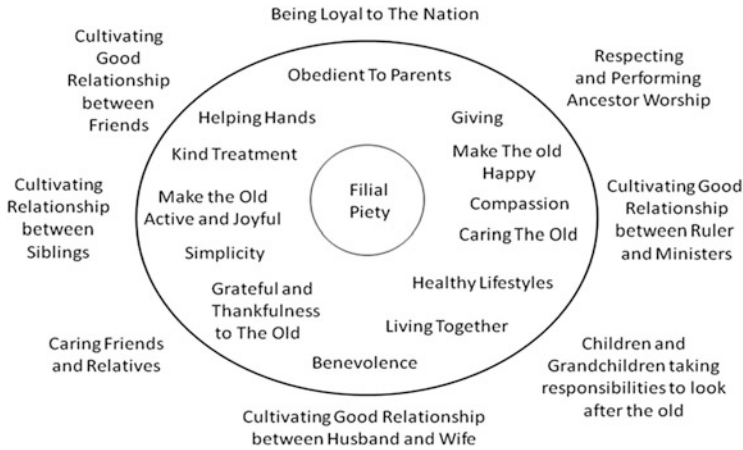 Being Loyal to The Nation
Cultivating
Good
Relationship
between
Friends
Obedient To Parents
Respecting
and Performing
Ancestor Worship
Helping Hands
Giving
Kind Treatment
Make The old
Happy
Cultivating
Relationship
between
Siblings
Make the Old
Active and Joyful
Filial
Piety
Compassion
Cultivating Good
Relationship
between Ruler
and Ministers
Caring The Old
Simplicity
Grateful and
Thankfulness
to The Old
Healthy Lifestyles
Living Together
Caring Friends
and Relatives
Benevolence
Children and
Grandchildren taking
responsibilities to look
after the old
Cultivating Good Relationship
between Husband and Wife